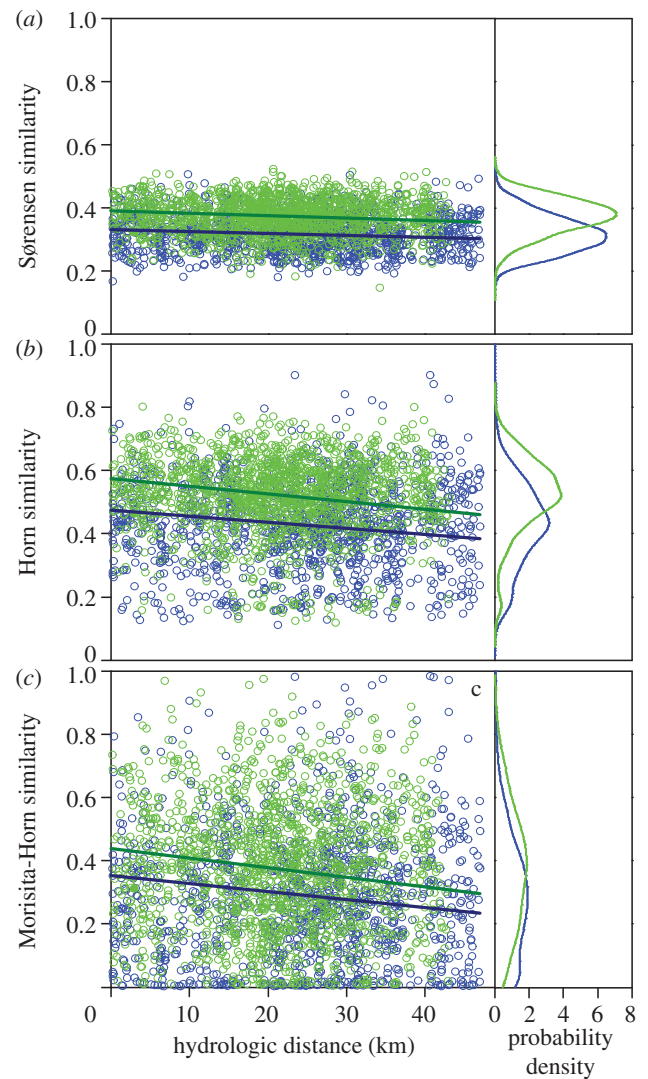 (a)
1.0
0.8
0.6
0.4
0.2
0
Sørensen similarity
(b)
1.0
0.8
0.6
0.4
0.2
0
Horn similarity
(c)
1.0
0.8
0.6
0.4
0.2
Morisita-Horn similarity
c
0 0 10 20 30 40
hydrologic distance (km)
0 2 4 6 8
probability
density